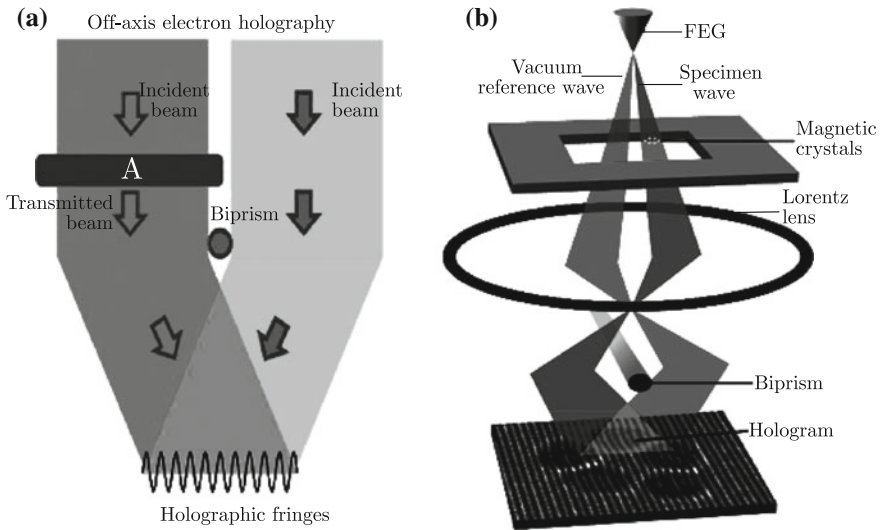 (a)
Off-axis electron holography
Incident
beam
Incident
beam
A
Transmitted
beam
Biprism
Holographic fringes
(b)
FEG
Vacuum
reference wave
Specimen
wave
Magnetic
crystals
Lorentz
lens
Biprism
Hologram